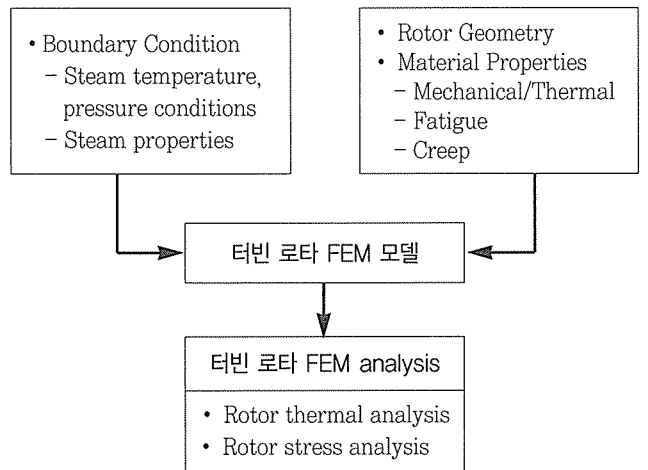 • Boundary Condition
– Steam temperature,
pressure conditions
– Steam properties
• Rotor Geometry
• Material Properties
– Mechanical/Thermal
– Fatigue
– Creep
터빈 로타 FEM 모델
터빈 로타 FEM analysis
• Rotor thermal analysis
• Rotor stress analysis